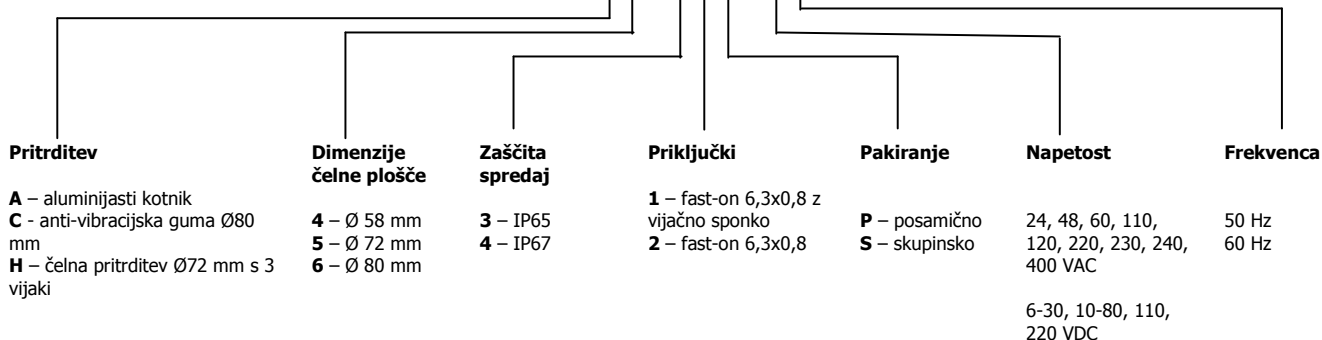 Pritrditev
A – aluminijasti kotnik
C - anti-vibracijska guma Ø80
mm
H – čelna pritrditev Ø72 mm s 3
vijaki
Dimenzije
čelne plošče
4 – Ø 58 mm
5 – Ø 72 mm
6 – Ø 80 mm
Zaščita
spredaj
3 – IP65
4 – IP67
Priključki
1 – fast-on 6,3x0,8 z
vijačno sponko
2 – fast-on 6,3x0,8
Pakiranje
P – posamično
S – skupinsko
Napetost
24, 48, 60, 110,
120, 220, 230, 240,
400 VAC
6-30, 10-80, 110,
220 VDC
Frekvenca
50 Hz
60 Hz